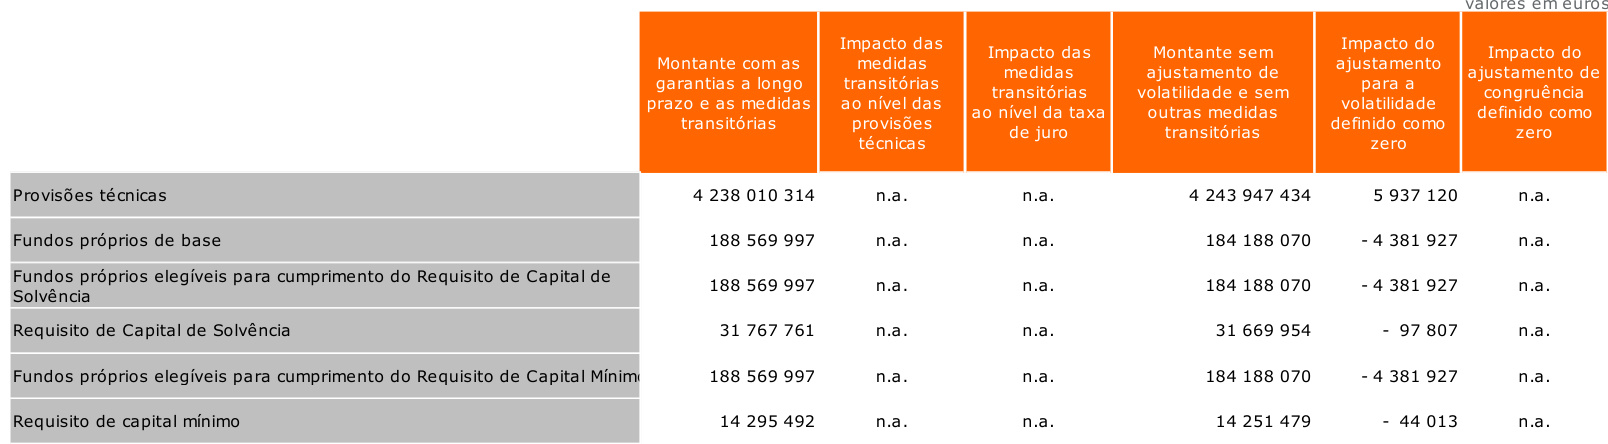 valores em euros
Montante com as
garantias a longo
prazo e as medidas
transitórias
Impacto das
medidas
transitórias
ao nível das
provisões
técnicas
Impacto das
medidas
transitórias
ao nível da taxa
de juro
Montante sem
ajustamento de
volatilidade e sem
outras medidas
transitórias
Impacto do
ajustamento
para a
volatilidade
definido como
zero
Impacto do
ajustamento de
congruência
definido como
zero
Provisões técnicas 4 238 010 314 n.a. n.a. 4 243 947 434 5 937 120 n.a.
Fundos próprios de base 188 569 997 n.a. n.a. 184 188 070 - 4 381 927 n.a.
Fundos próprios elegíveis para cumprimento do Requisito de Capital de
Solvência 188 569 997 n.a. n.a. 184 188 070 - 4 381 927 n.a.
Requisito de Capital de Solvência 31 767 761 n.a. n.a. 31 669 954 - 97 807 n.a.
Fundos próprios elegíveis para cumprimento do Requisito de Capital Mínimo 188 569 997 n.a. n.a. 184 188 070 - 4 381 927 n.a.
Requisito de capital mínimo 14 295 492 n.a. n.a. 14 251 479 - 44 013 n.a.